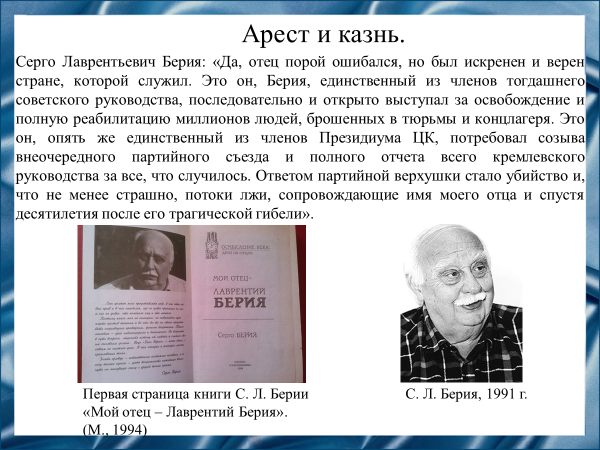 Арест и казнь.
Серго Лаврентьевич Берия: «Да, отец порой ошибался, но был искренен и верен
стране, которой служил. Это он, Берия, единственный из членов тогдашнего
советского руководства, последовательно и открыто выступал за освобождение и
полную реабилитацию миллионов людей, брошенных в тюрьмы и концлагеря. Это
он, опять же единственный из членов Президиума ЦК, потребовал созыва
внеочередного партийного съезда и полного отчета всего кремлевского
руководства за все, что случилось. Ответом партийной верхушки стало убийство и,
что не менее страшно, потоки лжи, сопровождающие имя моего отца и спустя
десятилетия после его трагической гибели».
МОЙ ОТЕЦ-
ЛАВРЕНТИЙ
БЕРИЯ
Серго БЕРИЯ
Первая страница книги С. Л. Берии
«Мой отец – Лаврентий Берия».
(М., 1994)
С. Л. Берия, 1991 г.